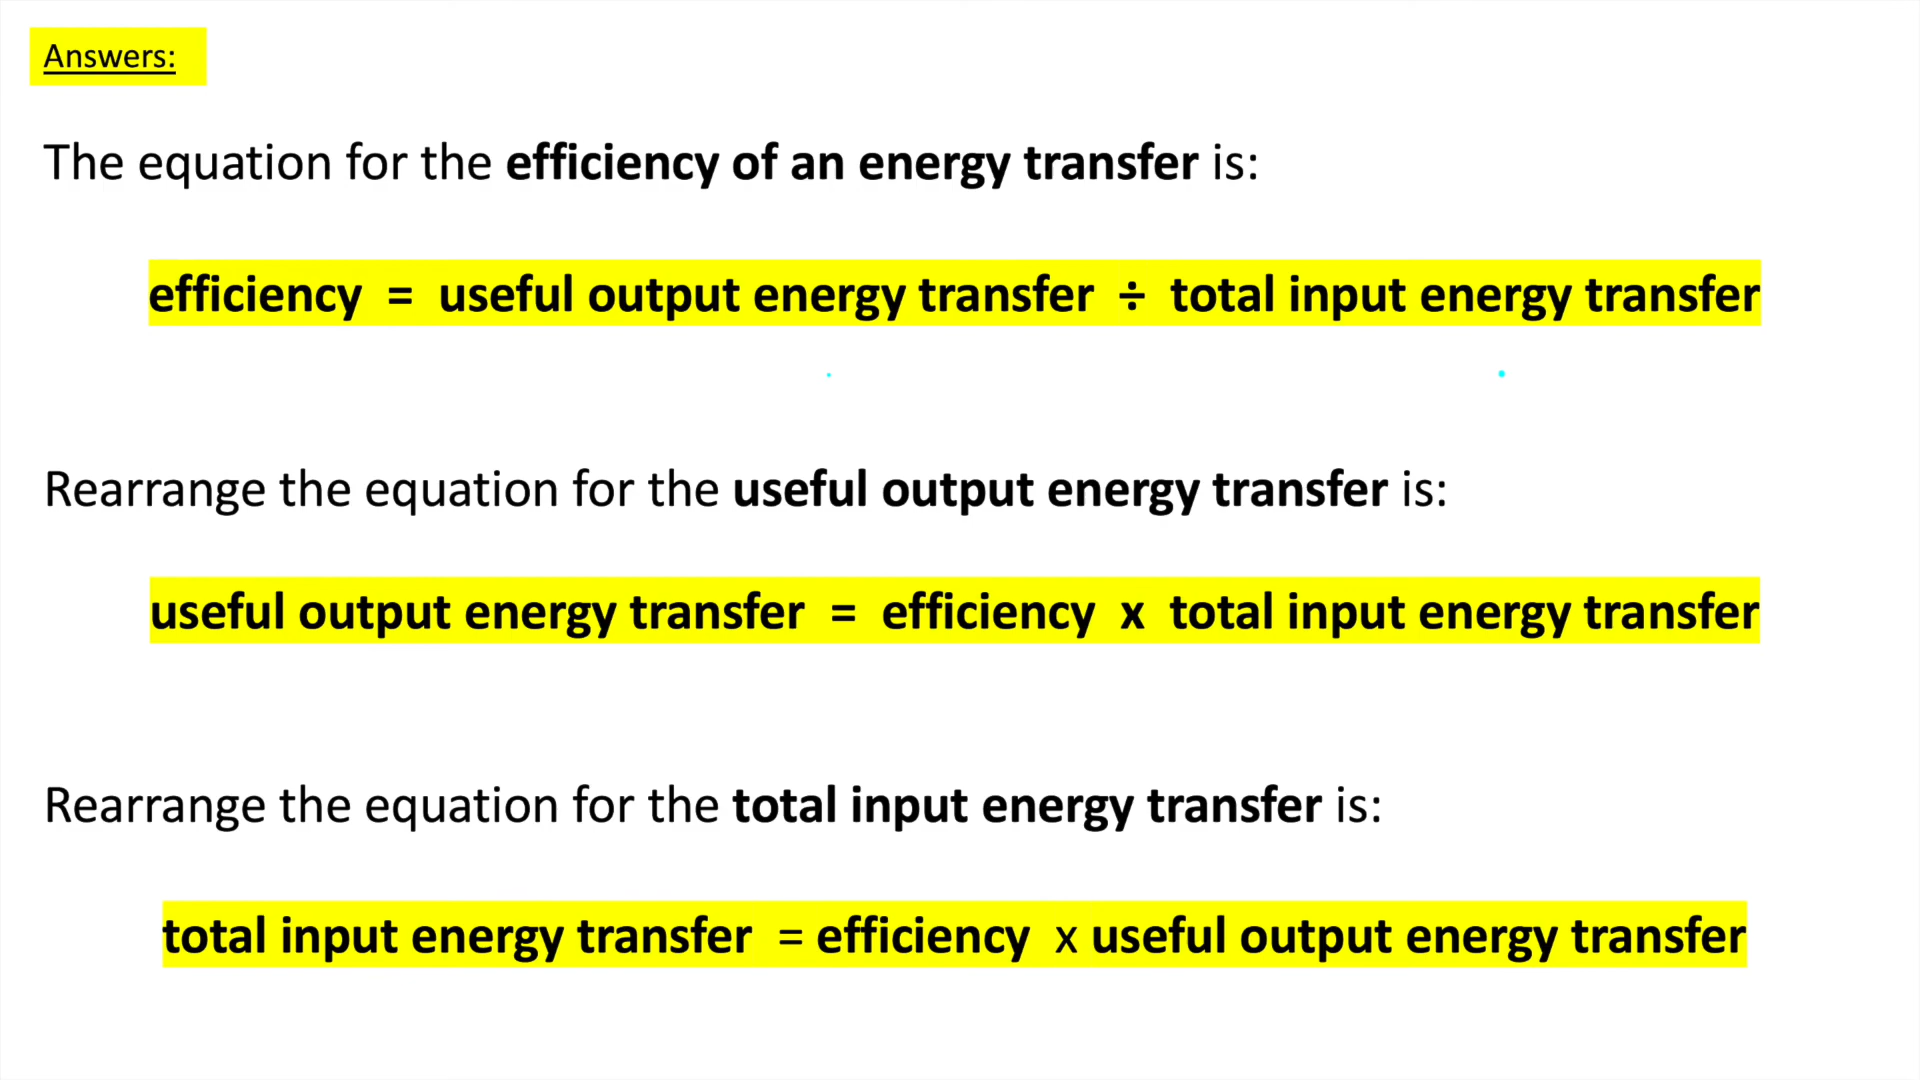 Answers:
The equation for the efficiency of an energy transfer is:
efficiency = useful output energy transfer ÷ total input energy transfer
Rearrange the equation for the useful output energy transfer is:
useful output energy transfer = efficiency x total input energy transfer
Rearrange the equation for the total input energy transfer is:
total input energy transfer = efficiency x useful output energy transfer